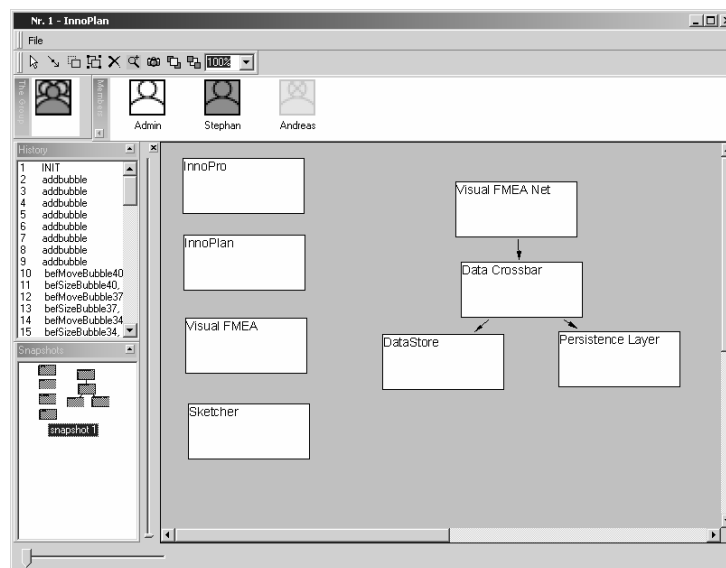 Nr. 1 - InnoPlan
File
100%
The Group
Members
Admin
Stephan
Andreas
History
1 INIT
2 addbubble
3 addbubble
4 addbubble
5 addbubble
6 addbubble
7 addbubble
8 addbubble
9 addbubble
10 befMoveBubble40
11 befSizeBubble40,
12 befMoveBubble37
13 befSizeBubble37,
14 befMoveBubble34
15 befSizeBubble34,
Snapshots
snapshot 1
InnoPro
InnoPlan
Visual FMEA
Sketcher
Visual FMEA Net
Data Crossbar
DataStore
Persistence Layer